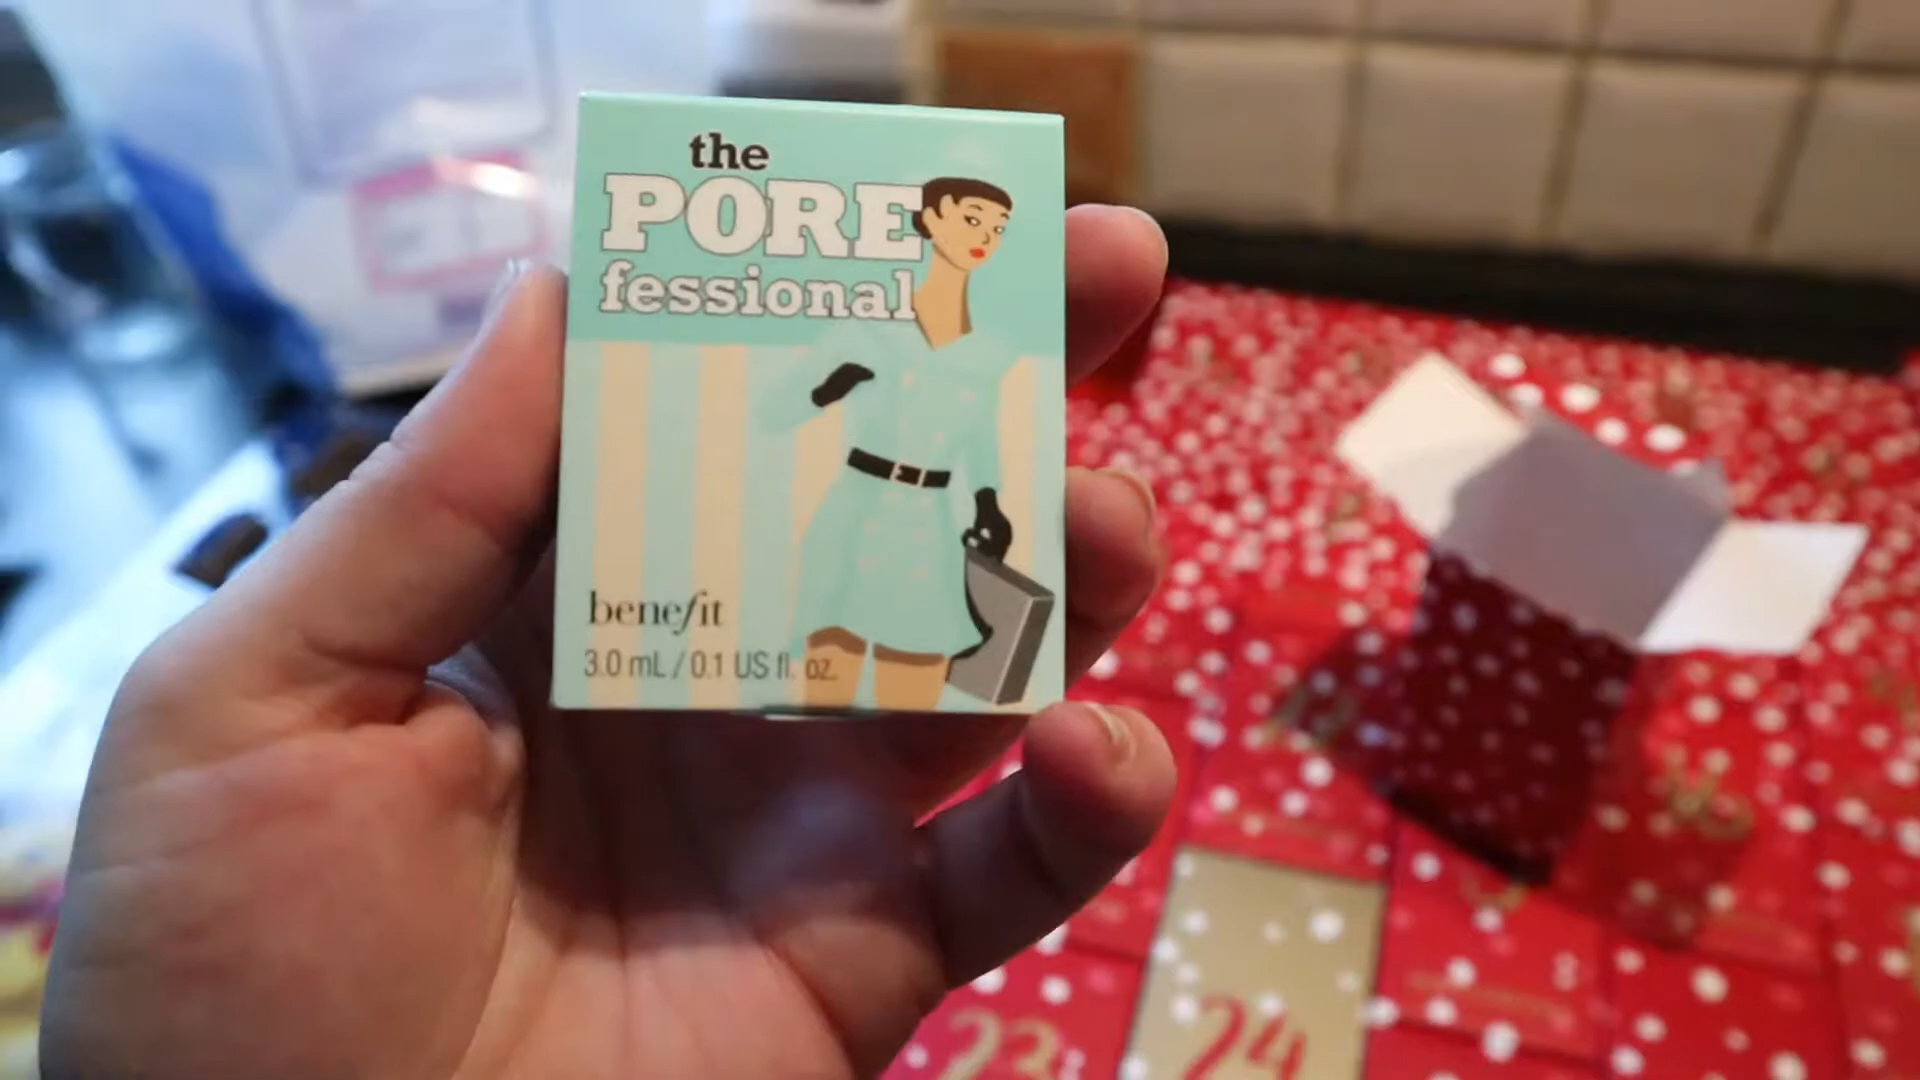 the
PORE
fessional
benefit
3.0 mL / 0.1 US fl. oz.
23
24